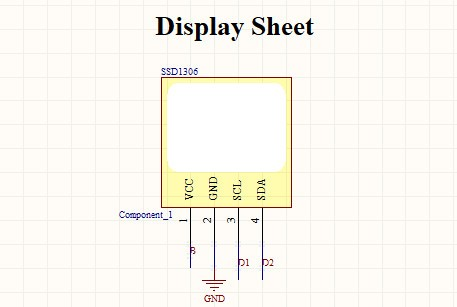 Display Sheet
SSD1306
VCC
GND
SCL
SDA
Component_1
1
2
3
4
B
D1
D2
GND